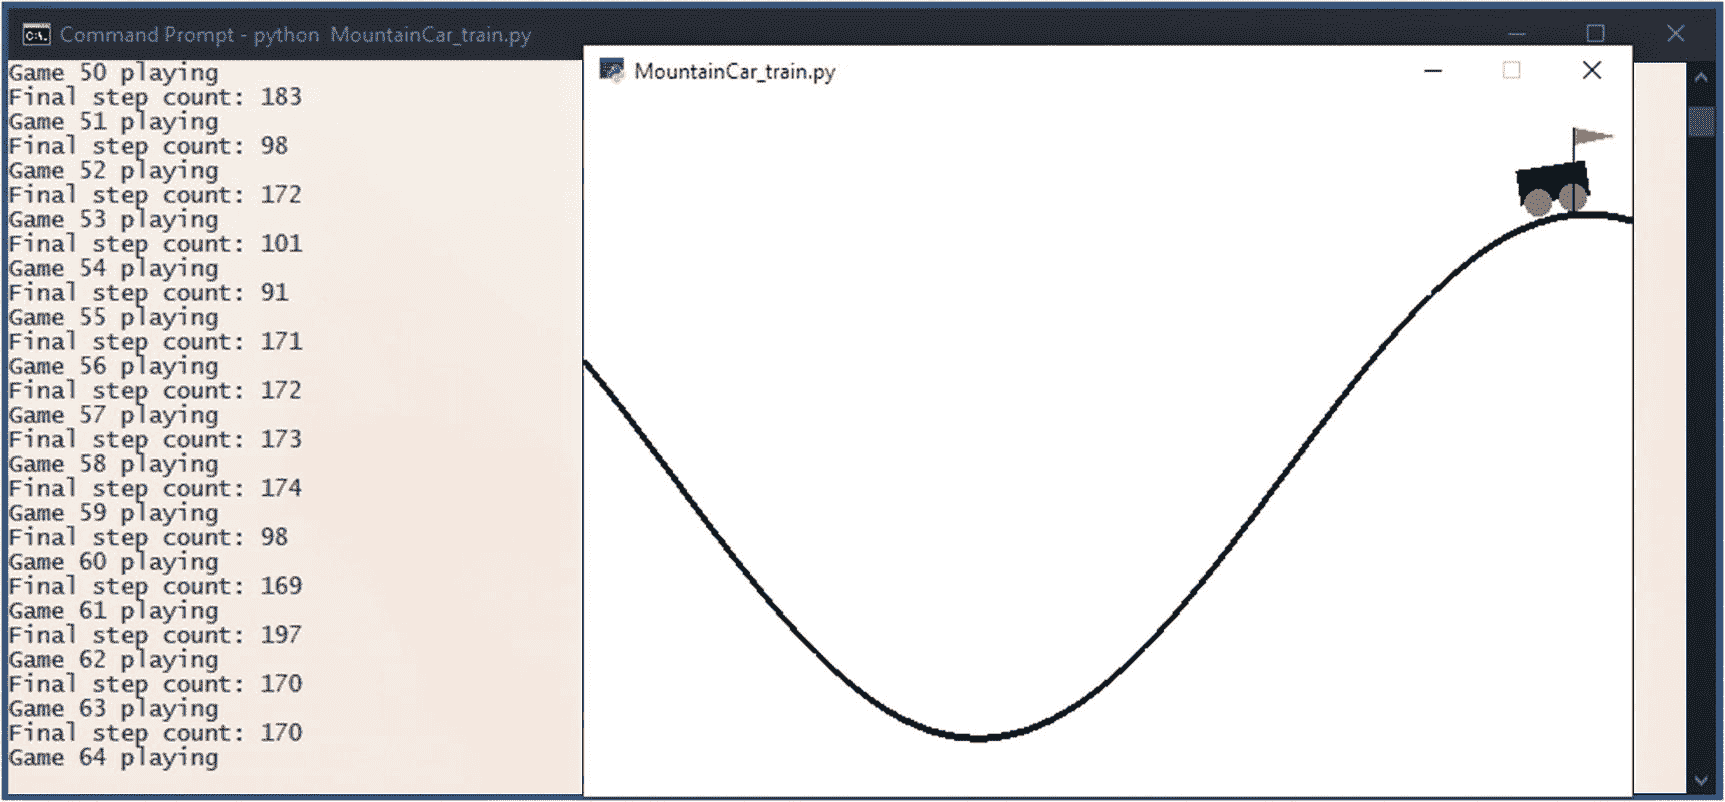 Command Prompt - python  MountainCar_train.py
Game 50 playing
Final step count: 183
Game 51 playing
Final step count: 98
Game 52 playing
Final step count: 172
Game 53 playing
Final step count: 101
Game 54 playing
Final step count: 91
Game 55 playing
Final step count: 171
Game 56 playing
Final step count: 172
Game 57 playing
Final step count: 173
Game 58 playing
Final step count: 174
Game 59 playing
Final step count: 98
Game 60 playing
Final step count: 169
Game 61 playing
Final step count: 197
Game 62 playing
Final step count: 170
Game 63 playing
Final step count: 170
Game 64 playing
MountainCar_train.py